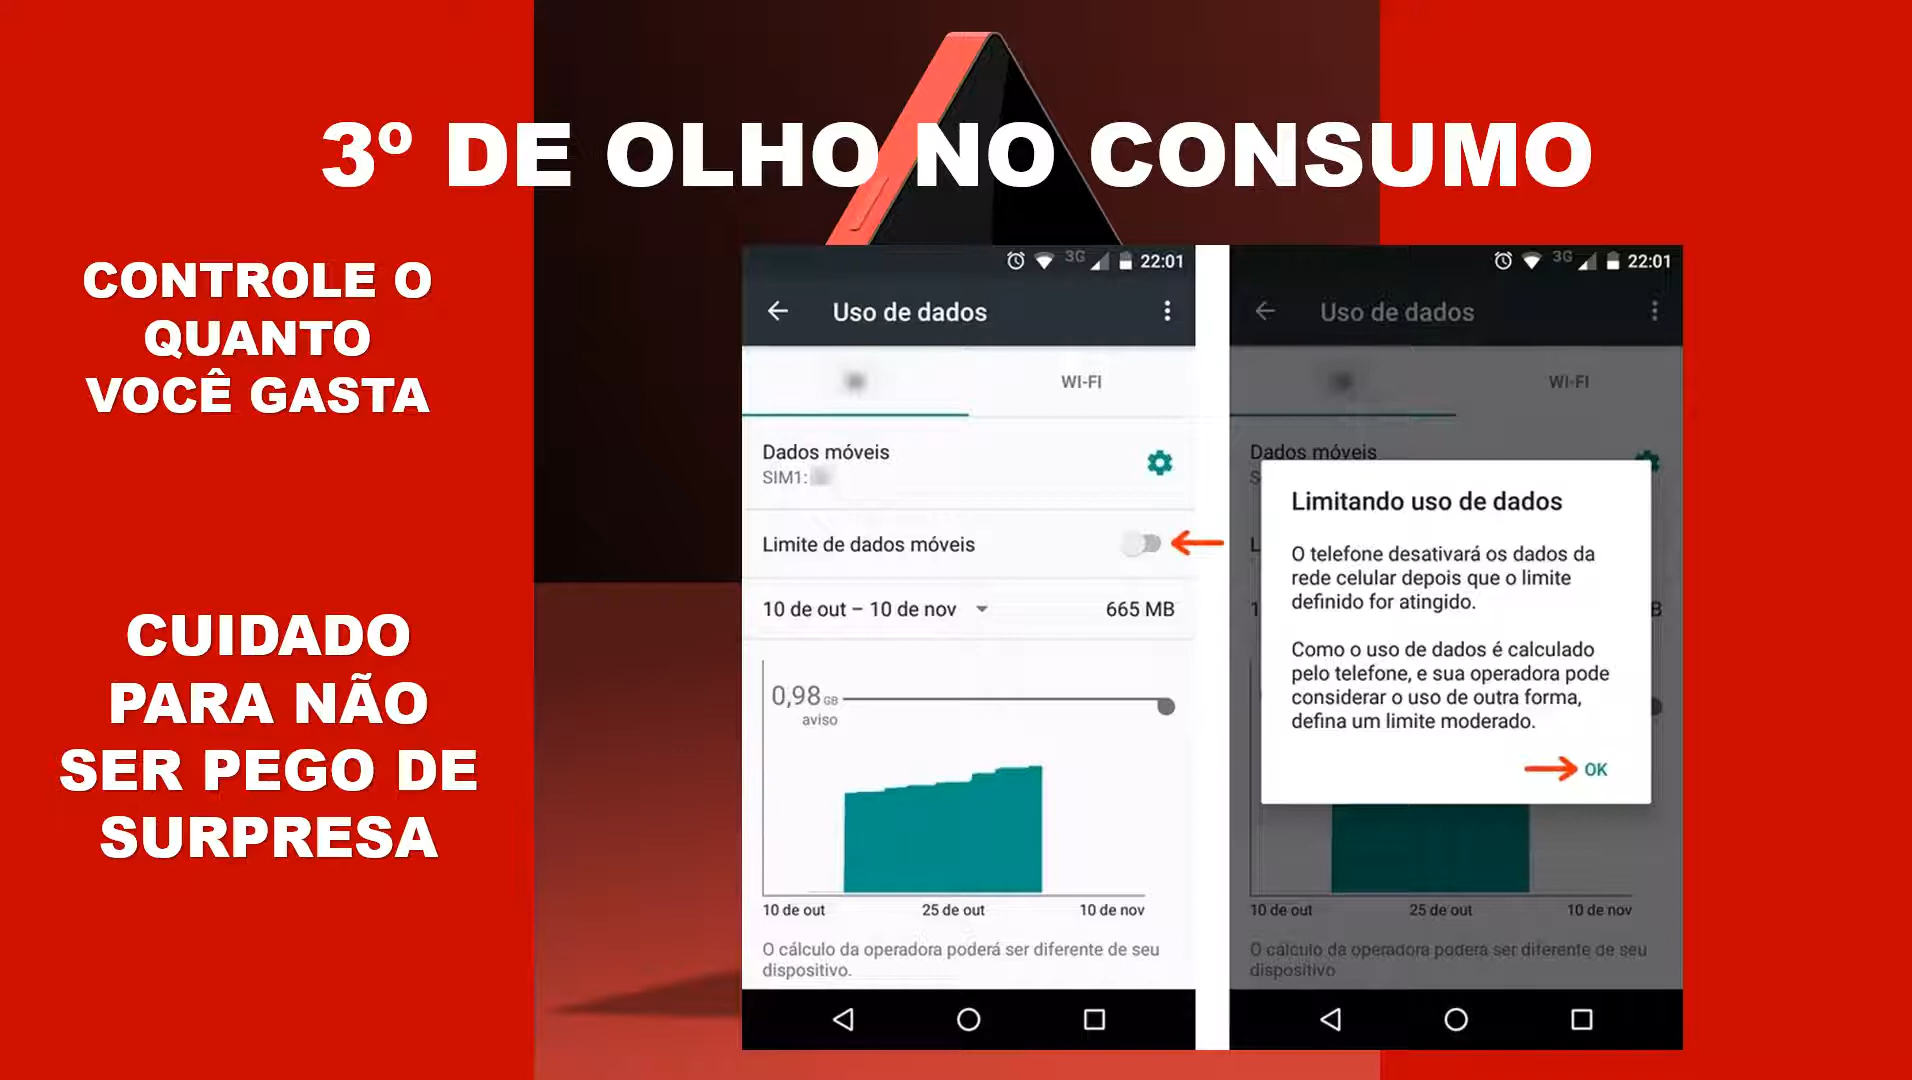 3º DE OLHO NO CONSUMO
CONTROLE O
QUANTO
VOCÊ GASTA
CUIDADO
PARA NÃO
SER PEGO DE
SURPRESA
3G
22:01
Uso de dados
WI-FI
Dados móveis
SIM1:
Limite de dados móveis
10 de out – 10 de nov
665 MB
0,98 GB
aviso
10 de out
25 de out
10 de nov
O cálculo da operadora poderá ser diferente de seu
dispositivo.
3G
22:01
Uso de dados
WI-FI
Dados móveis
Limitando uso de dados
O telefone desativará os dados da
rede celular depois que o limite
definido for atingido.
Como o uso de dados é calculado
pelo telefone, e sua operadora pode
considerar o uso de outra forma,
defina um limite moderado.
OK
10 de out
25 de out
10 de nov
O cálculo da operadora poderá ser diferente de seu
dispositivo